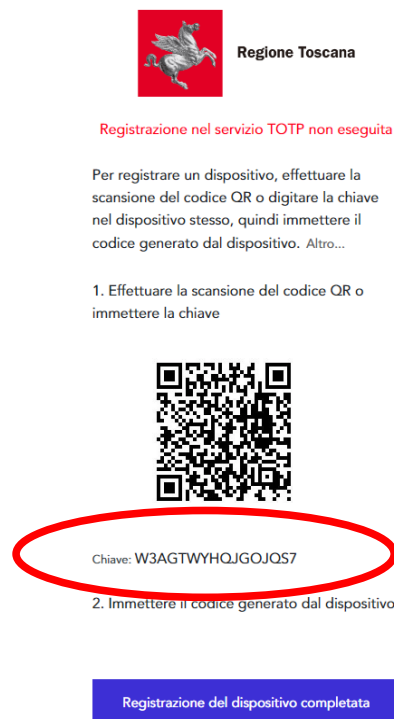 Regione Toscana
Registrazione nel servizio TOTP non eseguita
Per registrare un dispositivo, effettuare la
scansione del codice QR o digitare la chiave
nel dispositivo stesso, quindi immettere il
codice generato dal dispositivo. Altro...
1. Effettuare la scansione del codice QR o
immettere la chiave
Chiave: W3AGTWYHQJGOJQS7
2. Immettere il codice generato dal dispositivo
Registrazione del dispositivo completata